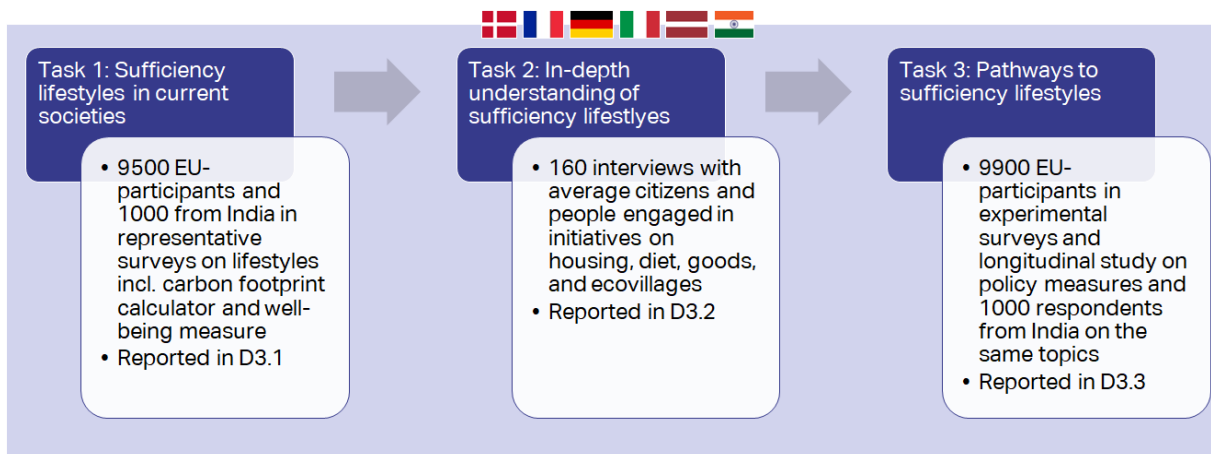 Task 1: Sufficiency
lifestyles in current
societies
• 9500 EU-
participants and
1000 from India in
representative
surveys on lifestyles
incl. carbon footprint
calculator and well-
being measure
• Reported in D3.1
Task 2: In-depth
understanding of
sufficiency lifestlyes
• 160 interviews with
average citizens and
people engaged in
initiatives on
housing, diet, goods,
and ecovillages
• Reported in D3.2
Task 3: Pathways to
sufficiency lifestyles
• 9900 EU-
participants in
experimental
surveys and
longitudinal study on
policy measures and
1000 respondents
from India on the
same topics
• Reported in D3.3